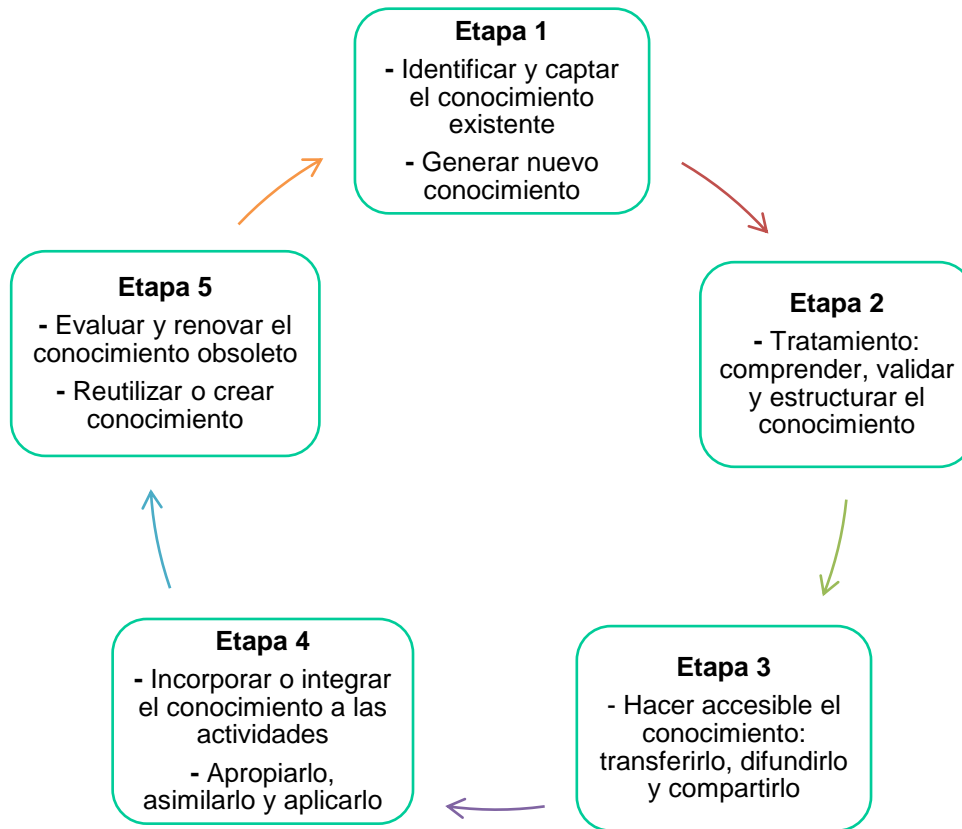 Etapa 1
- Identificar y captar
el conocimiento
existente
- Generar nuevo
conocimiento
Etapa 2
- Tratamiento:
comprender, validar
y estructurar el
conocimiento
Etapa 3
- Hacer accesible el
conocimiento:
transferirlo, difundirlo
y compartirlo
Etapa 4
- Incorporar o integrar
el conocimiento a las
actividades
- Apropiarlo,
asimilarlo y aplicarlo
Etapa 5
- Evaluar y renovar el
conocimiento obsoleto
- Reutilizar o crear
conocimiento